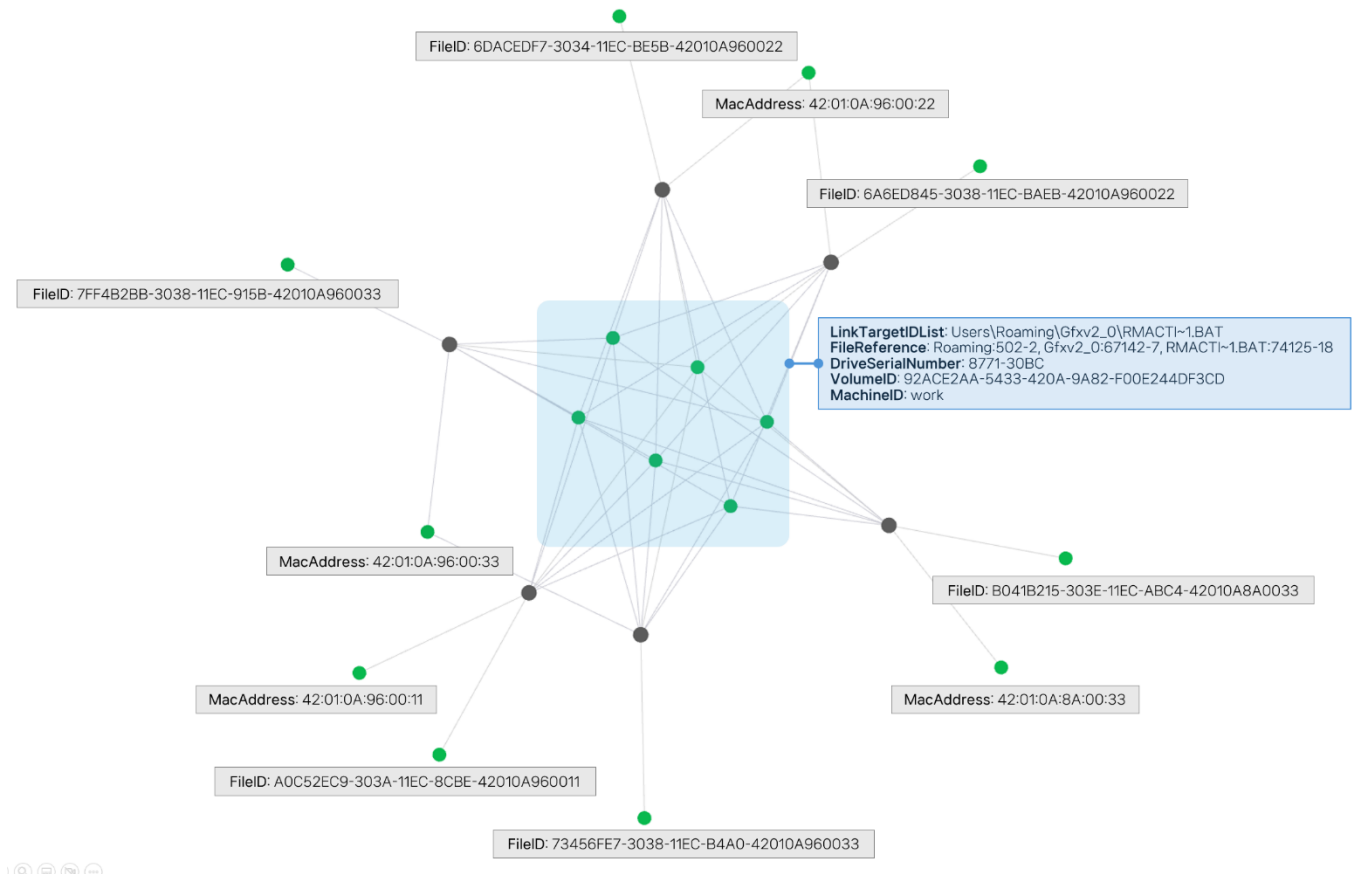 FileID: 6DACEDF7-3034-11EC-BE5B-42010A960022
MacAddress: 42:01:0A:96:00:22
FileID: 6A6ED845-3038-11EC-BAEB-42010A960022
FileID: 7FF4B2BB-3038-11EC-915B-42010A960033
LinkTargetIDList: Users\Roaming\Gfxv2_0\RMACTI~1.BAT
FileReference: Roaming:502-2, Gfxv2_0:67142-7, RMACTI~1.BAT:74125-18
DriveSerialNumber: 8771-30BC
VolumeID: 92ACE2AA-5433-420A-9A82-F00E244DF3CD
MachineID: work
MacAddress: 42:01:0A:96:00:33
FileID: B041B215-303E-11EC-ABC4-42010A8A0033
MacAddress: 42:01:0A:96:00:11
MacAddress: 42:01:0A:8A:00:33
FileID: A0C52EC9-303A-11EC-8CBE-42010A960011
FileID: 73456FE7-3038-11EC-B4A0-42010A960033